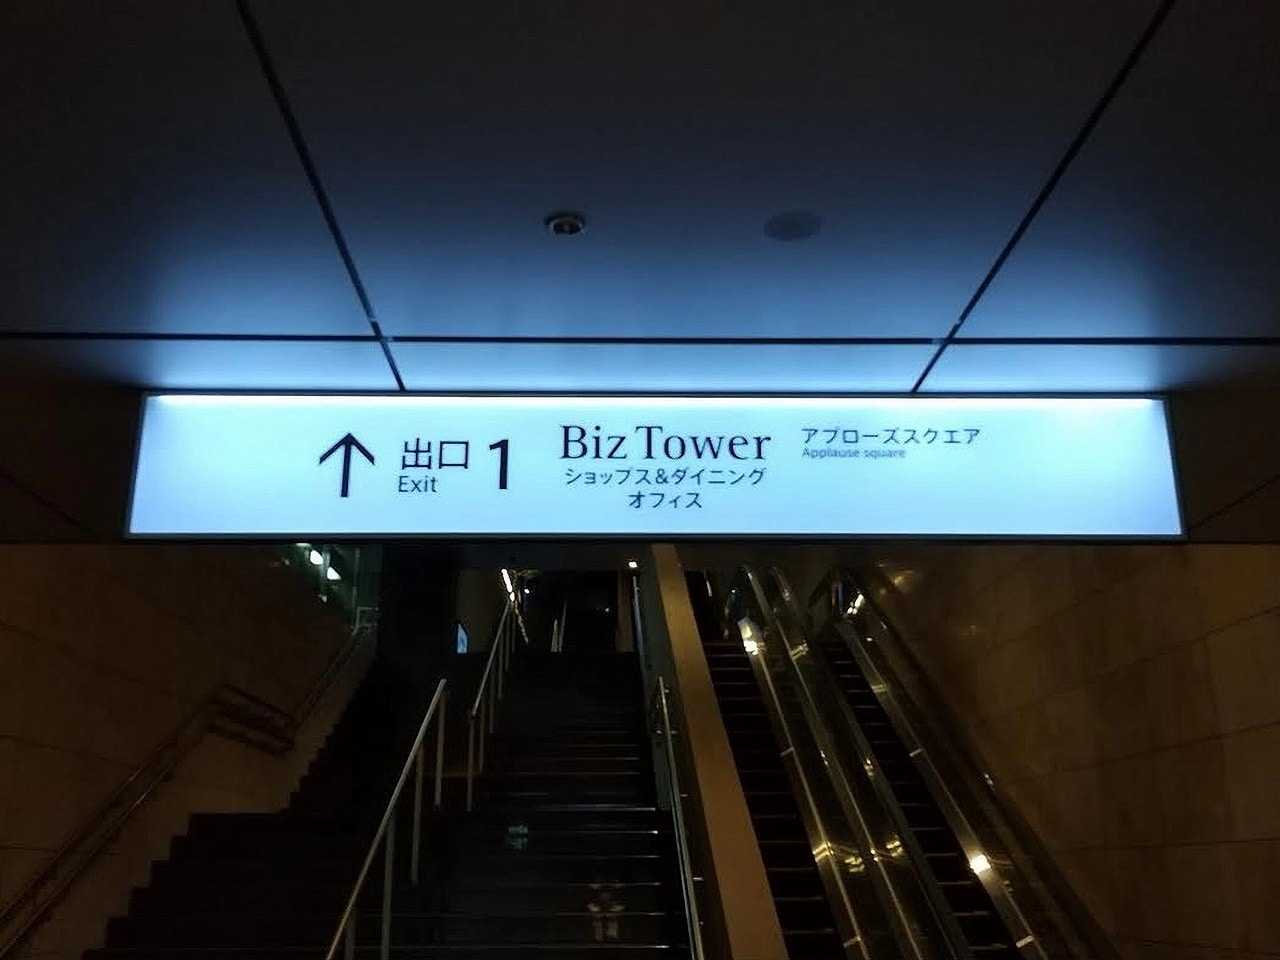 ↑ 出口 1
Exit
Biz Tower
ショップス&ダイニング
オフィス
アプローズスクエア
Applause square